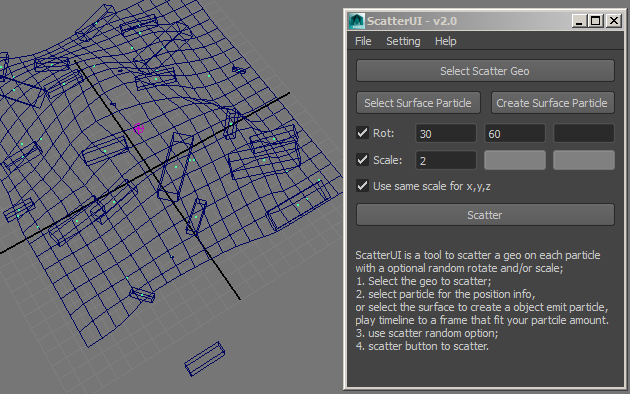 ScatterUI - v2.0
File Setting Help
Select Scatter Geo
Select Surface Particle Create Surface Particle
Rot: 30 60
Scale: 2
Use same scale for x,y,z
Scatter
ScatterUI is a tool to scatter a geo on each particle
with a optional random rotate and/or scale;
1. Select the geo to scatter;
2. select particle for the position info,
or select the surface to create a object emit particle,
play timeline to a frame that fit your partcile amount.
3. use scatter random option;
4. scatter button to scatter.